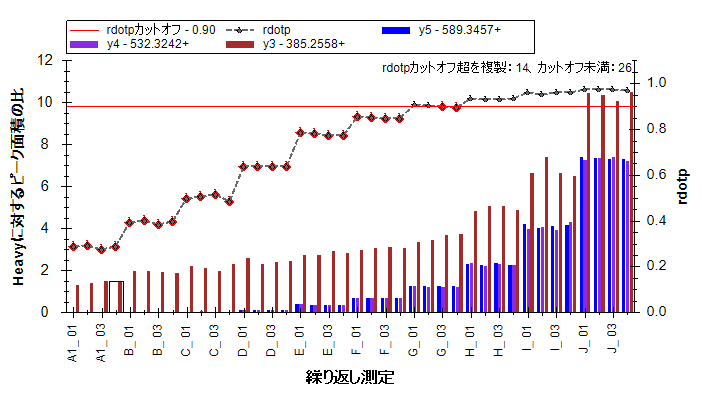 rdotpカットオフ - 0.90
rdotp
y5 - 589.3457+
y4 - 532.3242+
y3 - 385.2558+
rdotpカットオフ超を複製: 14、カットオフ未満: 26
Heavyに対するピーク面積の比
12
10
8
6
4
2
0
rdotp
1.0
0.8
0.6
0.4
0.2
0.0
A1_01
A1_03
B_01
B_03
C_01
C_03
D_01
D_03
E_01
E_03
F_01
F_03
G_01
G_03
H_01
H_03
I_01
I_03
J_01
J_03
繰り返し測定